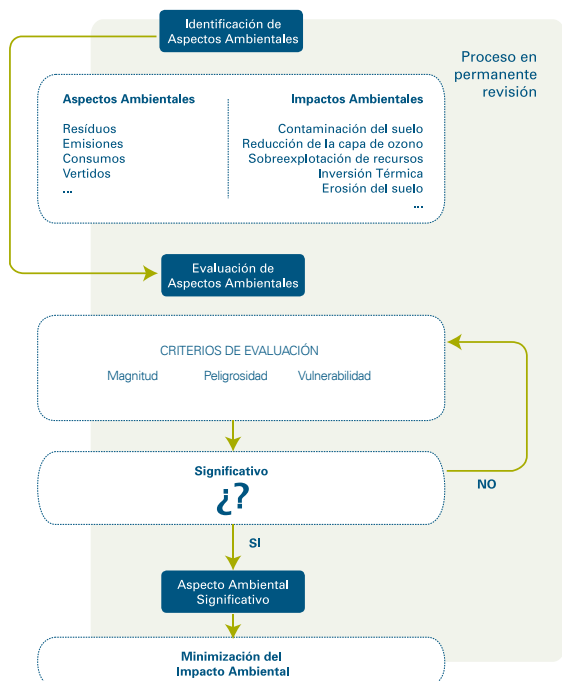 Identificación de
Aspectos Ambientales
Proceso en
permanente
revisión
Aspectos Ambientales
Resíduos
Emisiones
Consumos
Vertidos
...
Impactos Ambientales
Contaminación del suelo
Reducción de la capa de ozono
Sobreexplotación de recursos
Inversión Térmica
Erosión del suelo
...
Evaluación de
Aspectos Ambientales
CRITERIOS DE EVALUACIÓN
Magnitud Peligrosidad Vulnerabilidad
Significativo
¿?
NO
SI
Aspecto Ambiental
Significativo
Minimización del
Impacto Ambiental